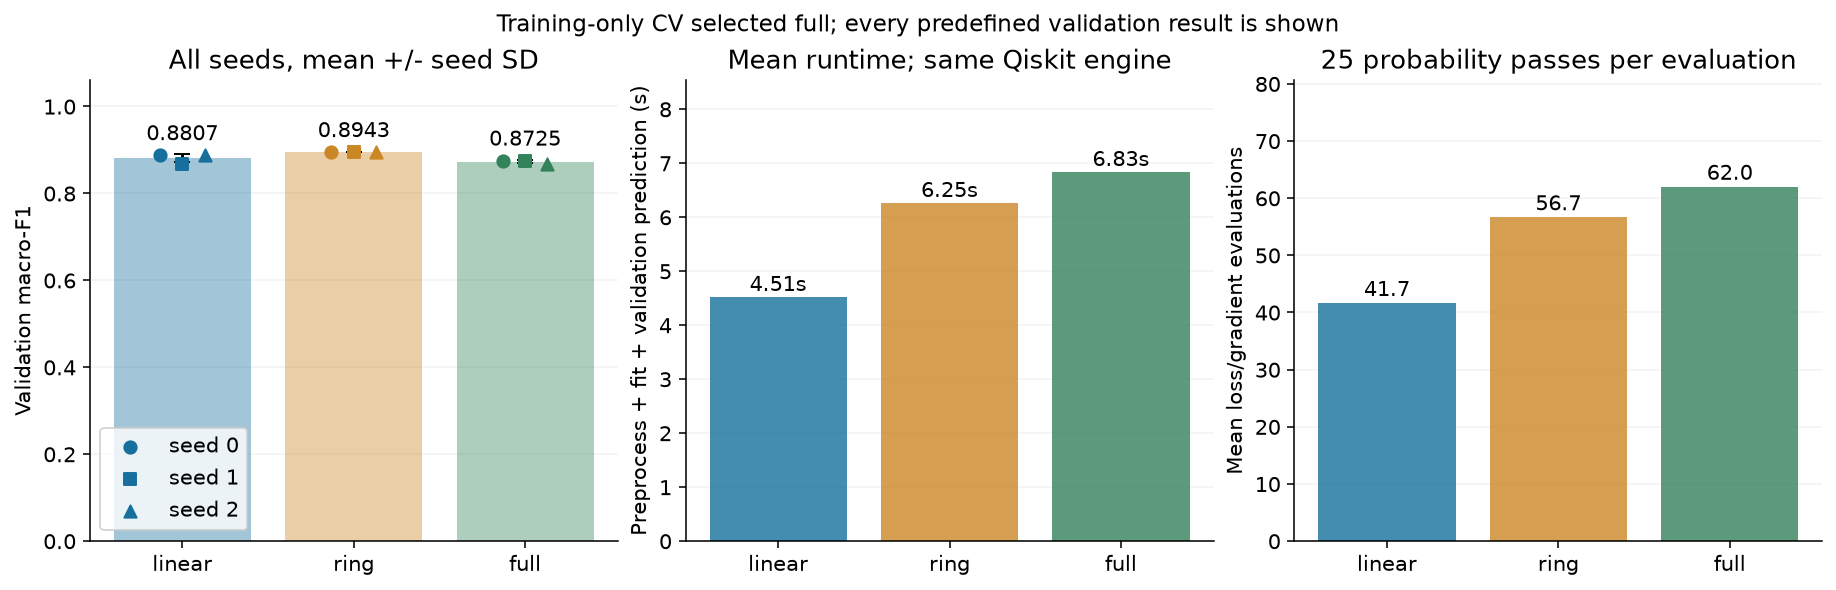 Training-only CV selected full; every predefined validation result is shown
All seeds, mean +/- seed SD
Validation macro-F1
1.0
0.8
0.6
0.4
0.2
0.0
0.8807
0.8943
0.8725
seed 0
seed 1
seed 2
linear
ring
full
Mean runtime; same Qiskit engine
Preprocess + fit + validation prediction (s)
8
7
6
5
4
3
2
1
0
4.51s
6.25s
6.83s
linear
ring
full
25 probability passes per evaluation
Mean loss/gradient evaluations
80
70
60
50
40
30
20
10
0
41.7
56.7
62.0
linear
ring
full